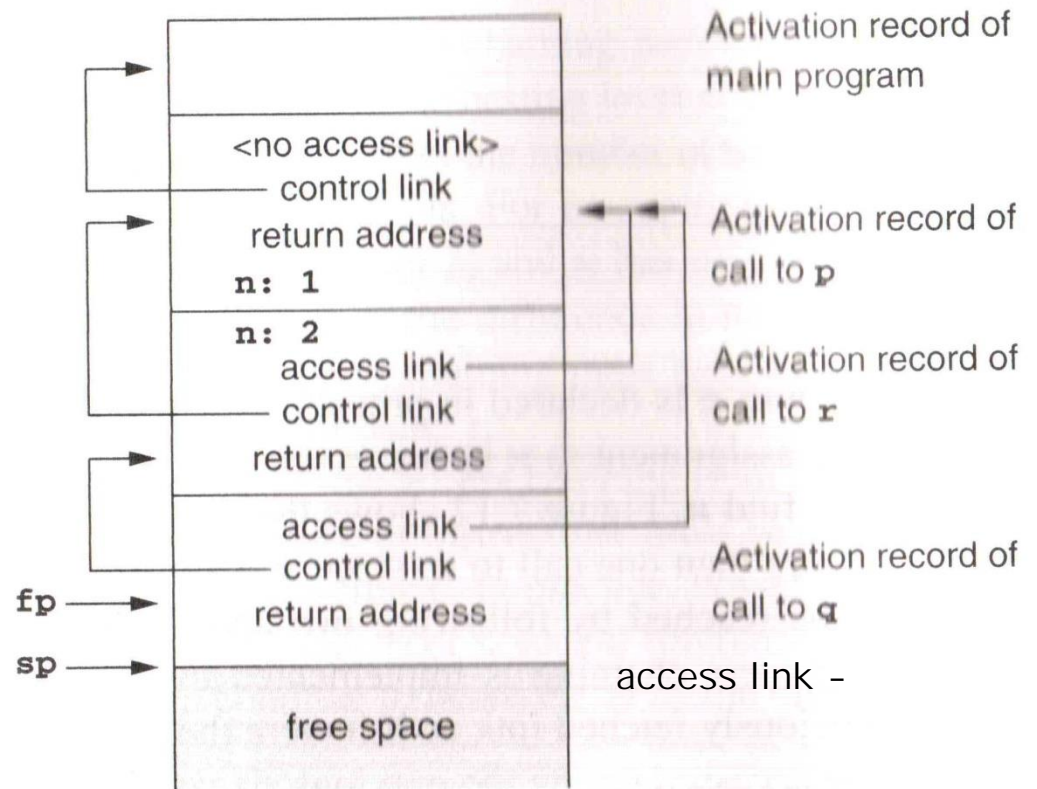 Activation record of
main program
<no access link>
control link
return address
n: 1
Activation record of
call to p
n: 2
access link
control link
return address
Activation record of
call to r
access link
control link
return address
Activation record of
call to q
fp
sp
access link –
free space